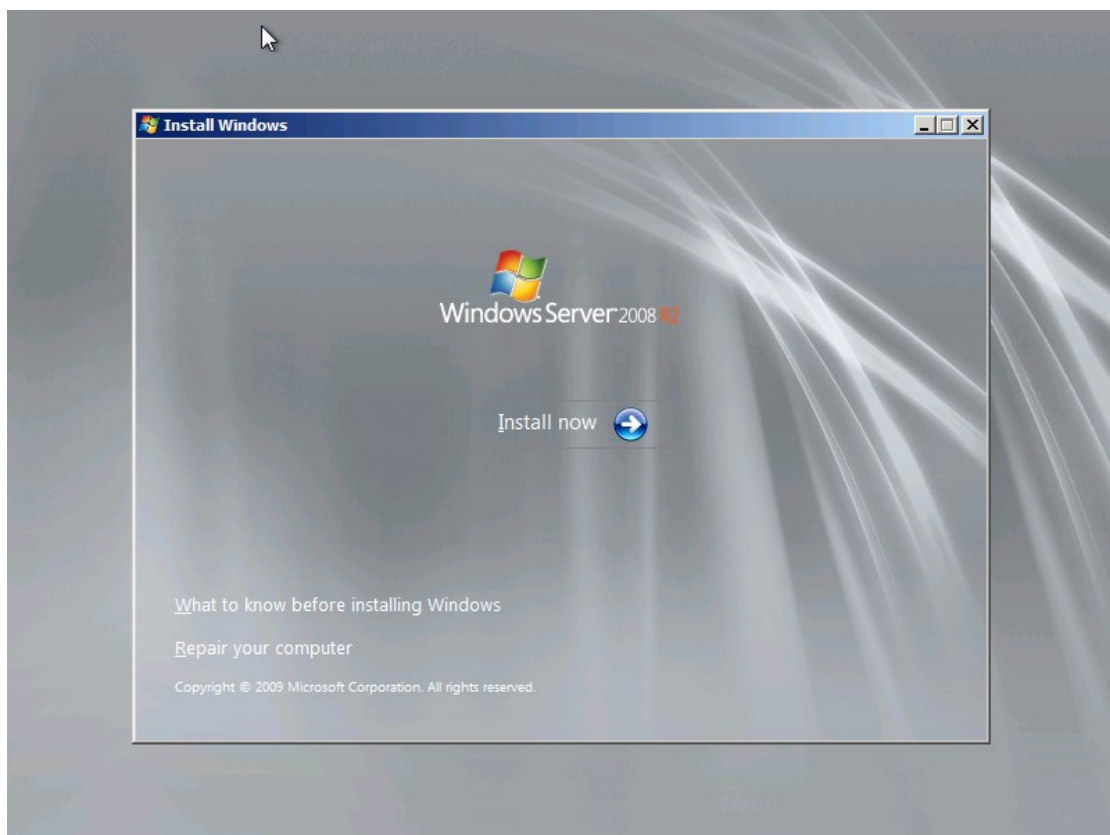 Install Windows
Windows Server 2008 R2
Install now
What to know before installing Windows
Repair your computer
Copyright © 2009 Microsoft Corporation. All rights reserved.